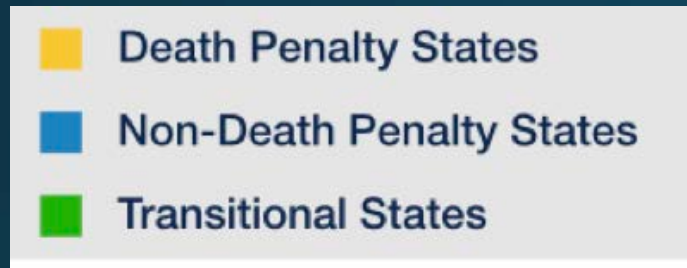 Death Penalty States
Non-Death Penalty States
Transitional States